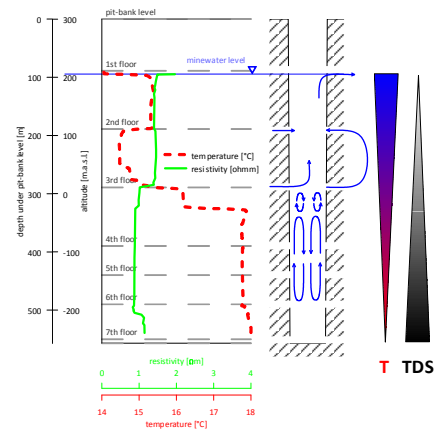 pit-bank level
0
300
1st floor
minewater level
100
200
2nd floor
200
100
temperature [°C]
resistivity [ohmm]
3rd floor
300
0
4th floor
400
-100
5th floor
6th floor
500
-200
7th floor
depth under pit-bank level [m]
altitude [m.a.s.l.]
T TDS
resistivity [Ωm]
0 1 2 3 4
14 15 16 17 18
temperature [°C]